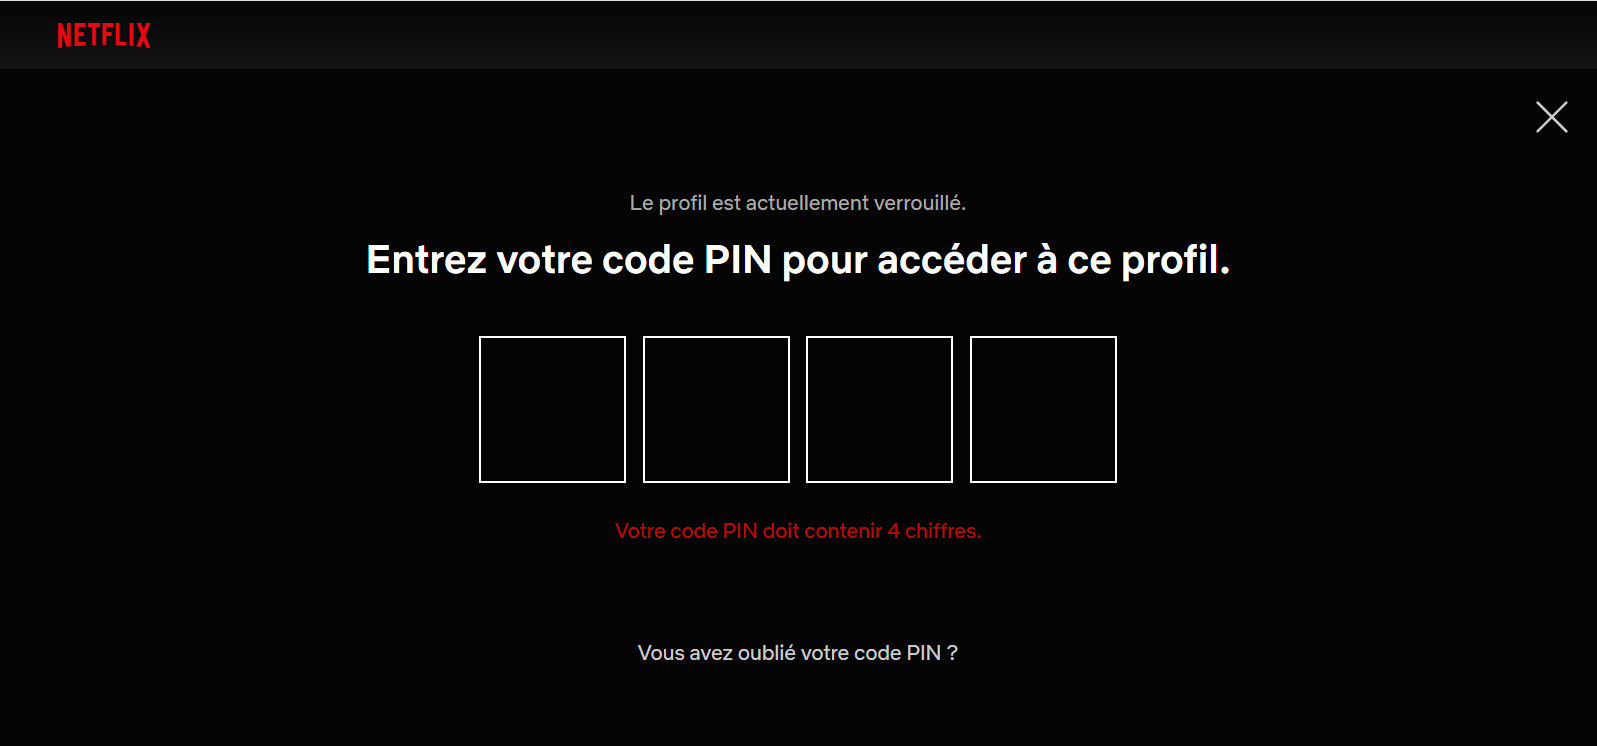 NETFLIX
Le profil est actuellement verrouillé.
Entrez votre code PIN pour accéder à ce profil.
Votre code PIN doit contenir 4 chiffres.
Vous avez oublié votre code PIN ?